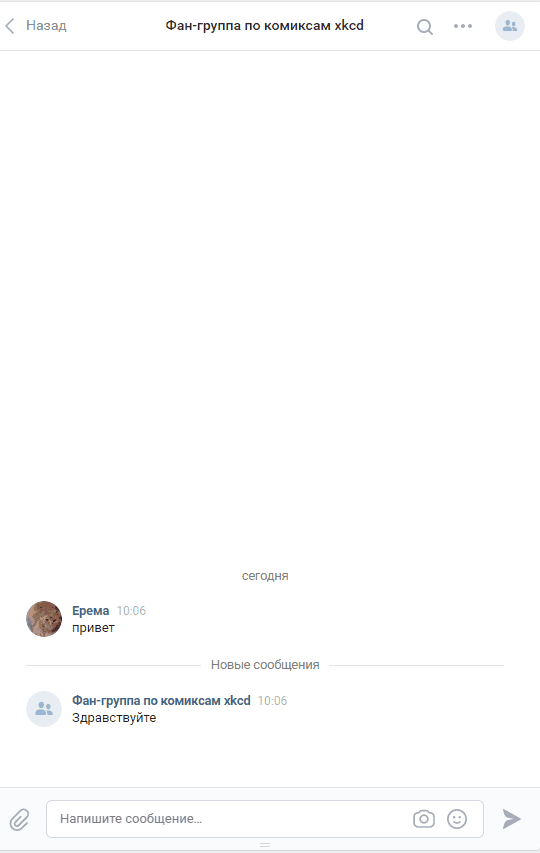 Назад
Фан-группа по комиксам xkcd
сегодня
Ерема 10:06
привет
Новые сообщения
Фан-группа по комиксам xkcd 10:06
Здравствуйте
Напишите сообщение...